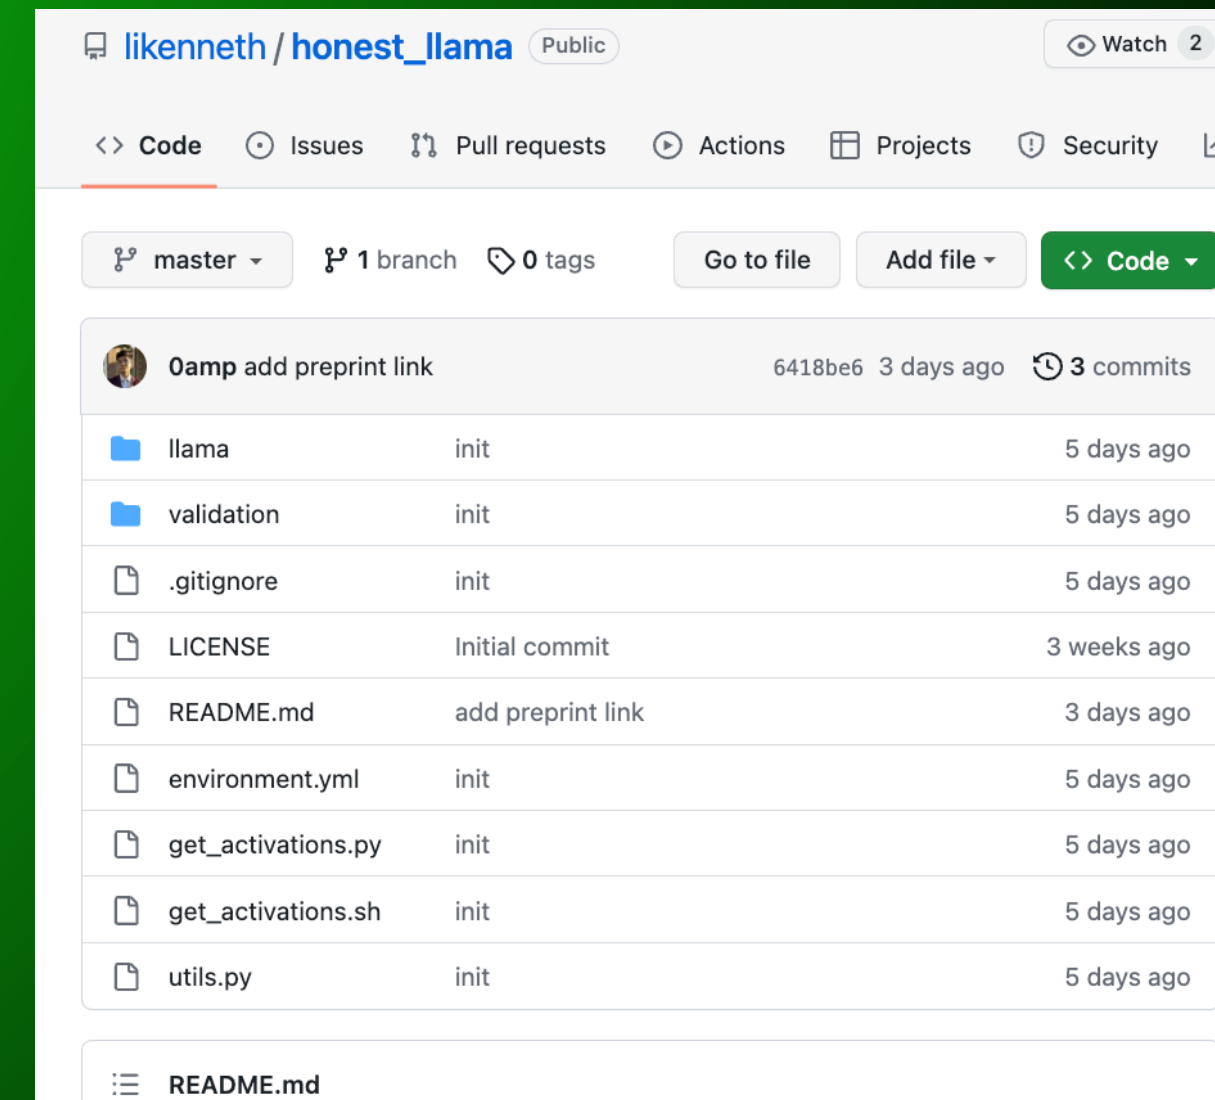 likenneth / honest_llama Public Watch 2
Code Issues Pull requests Actions Projects Security
master 1 branch 0 tags Go to file Add file Code
0amp add preprint link 6418be6 3 days ago 3 commits
llama init 5 days ago
validation init 5 days ago
.gitignore init 5 days ago
LICENSE Initial commit 3 weeks ago
README.md add preprint link 3 days ago
environment.yml init 5 days ago
get_activations.py init 5 days ago
get_activations.sh init 5 days ago
utils.py init 5 days ago
README.md